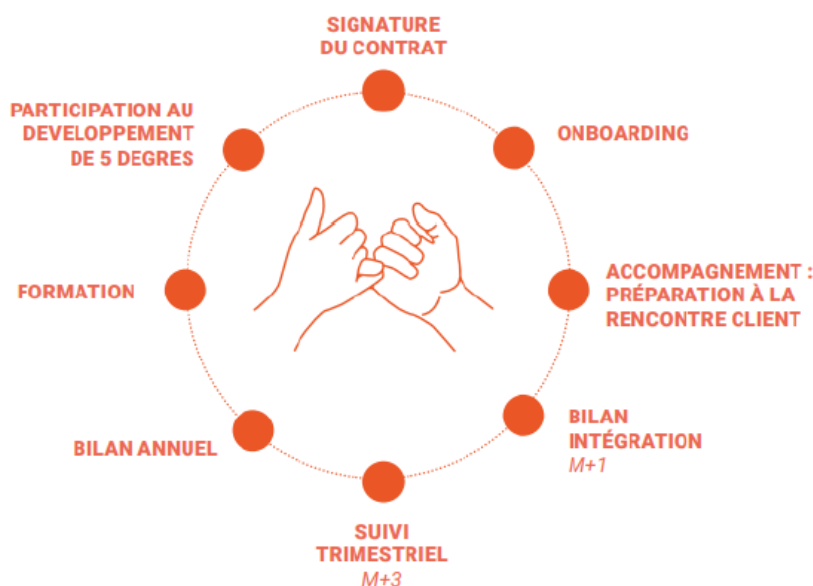 SIGNATURE
DU CONTRAT
ONBOARDING
ACCOMPAGNEMENT :
PRÉPARATION À LA
RENCONTRE CLIENT
BILAN
INTÉGRATION
M+1
SUIVI
TRIMESTRIEL
M+3
BILAN ANNUEL
FORMATION
PARTICIPATION AU
DEVELOPPEMENT
DE 5 DEGRES